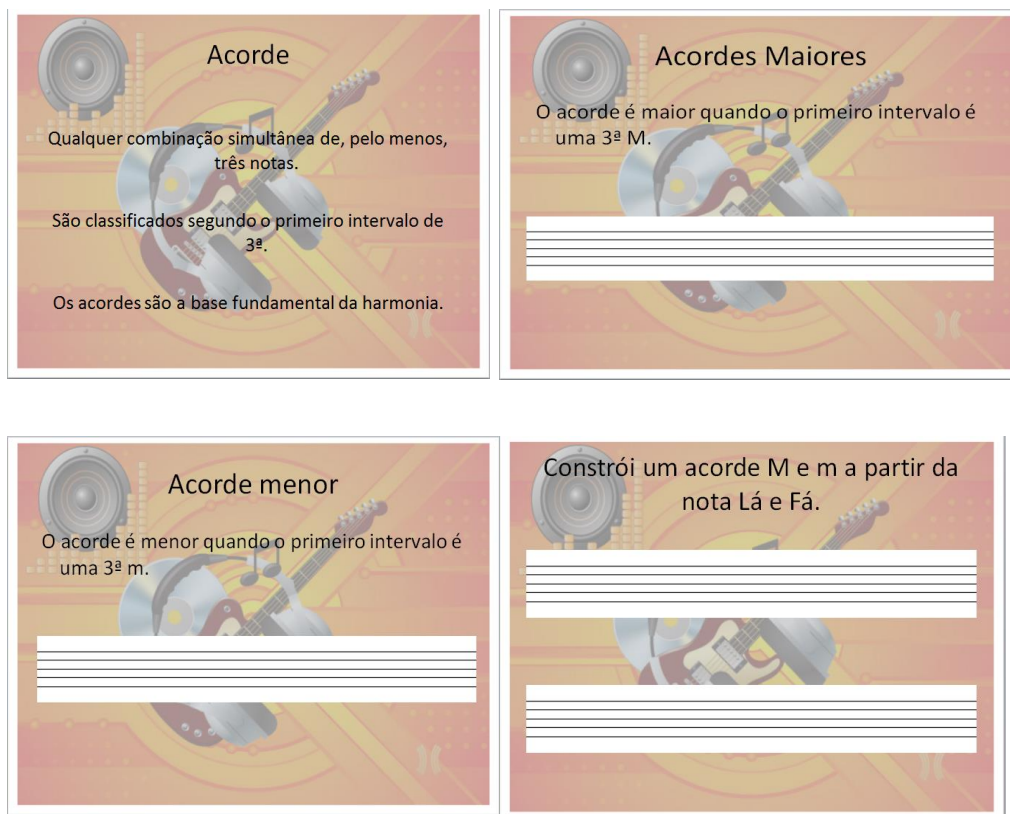 Acorde
Qualquer combinação simultânea de, pelo menos,
três notas.
São classificados segundo o primeiro intervalo de
3ª.
Os acordes são a base fundamental da harmonia.
Acordes Maiores
O acorde é maior quando o primeiro intervalo é
uma 3ª M.
Acorde menor
O acorde é menor quando o primeiro intervalo é
uma 3ª m.
Constrói um acorde M e m a partir da
nota Lá e Fá.